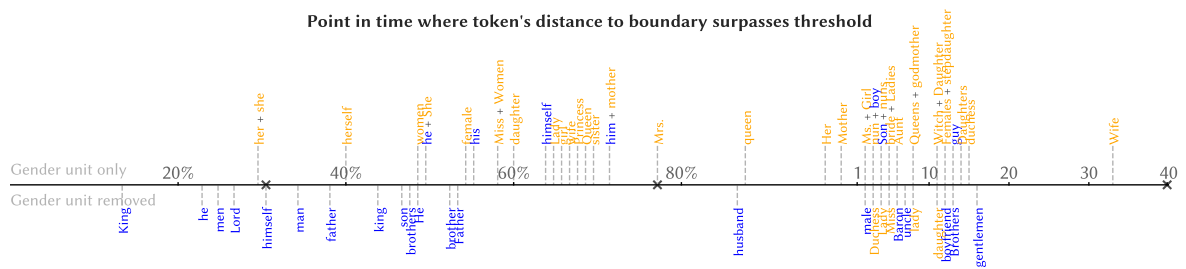 Point in time where token's distance to boundary surpasses threshold
her + she
herself
women
he + She
female
his
Miss + Women
daughter
himself
Lady
girl
wife
Princess
Queen
sister
him + mother
Mrs.
queen
Her
Mother
Ms. + Girl
nun + boy
Son + nuns
bride + Ladies
Aunt
Queens + godmother
Witch + Daughter
Females + stepdaughter
guy
Daughters
duchess
Wife
Gender unit only
20%
40%
60%
80%
1
10
20
30
40
Gender unit removed
King
he
men
Lord
himself
man
father
king
son
brothers
He
brother
Father
husband
male
Duchess
Lady
Miss
Baron
uncle
lady
daughter
boyfriend
Brothers
gentlemen